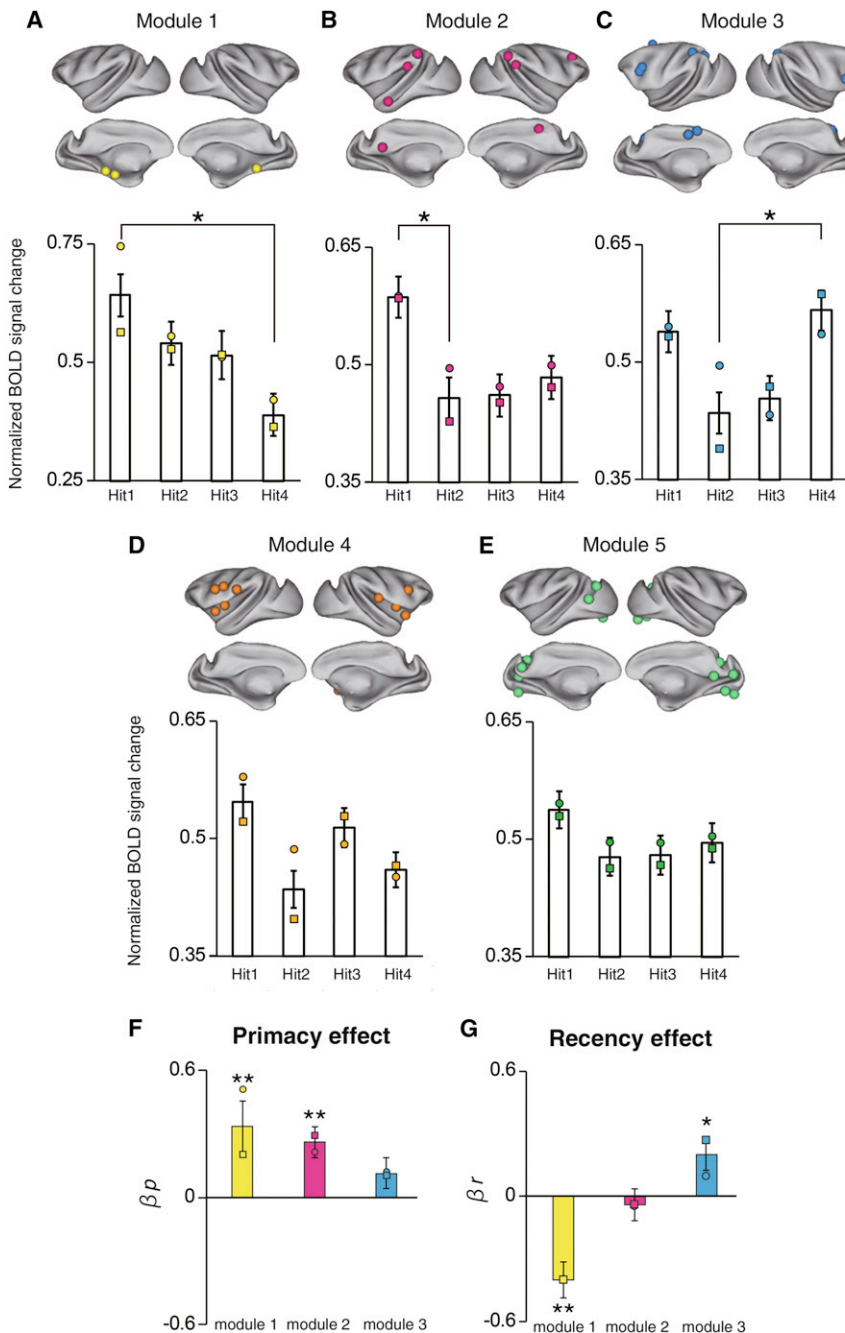 A Module 1
B Module 2
C Module 3
Normalized BOLD signal change
0.75
0.5
0.25
*
Hit1 Hit2 Hit3 Hit4
0.65
0.5
0.35
*
Hit1 Hit2 Hit3 Hit4
0.65
0.5
0.35
*
Hit1 Hit2 Hit3 Hit4
D Module 4
E Module 5
Normalized BOLD signal change
0.65
0.5
0.35
Hit1 Hit2 Hit3 Hit4
0.65
0.5
0.35
Hit1 Hit2 Hit3 Hit4
F Primacy effect
βp
0.6
0
-0.6
** **
module 1 module 2 module 3
G Recency effect
βr
0.6
0
-0.6
*
**
module 1 module 2 module 3